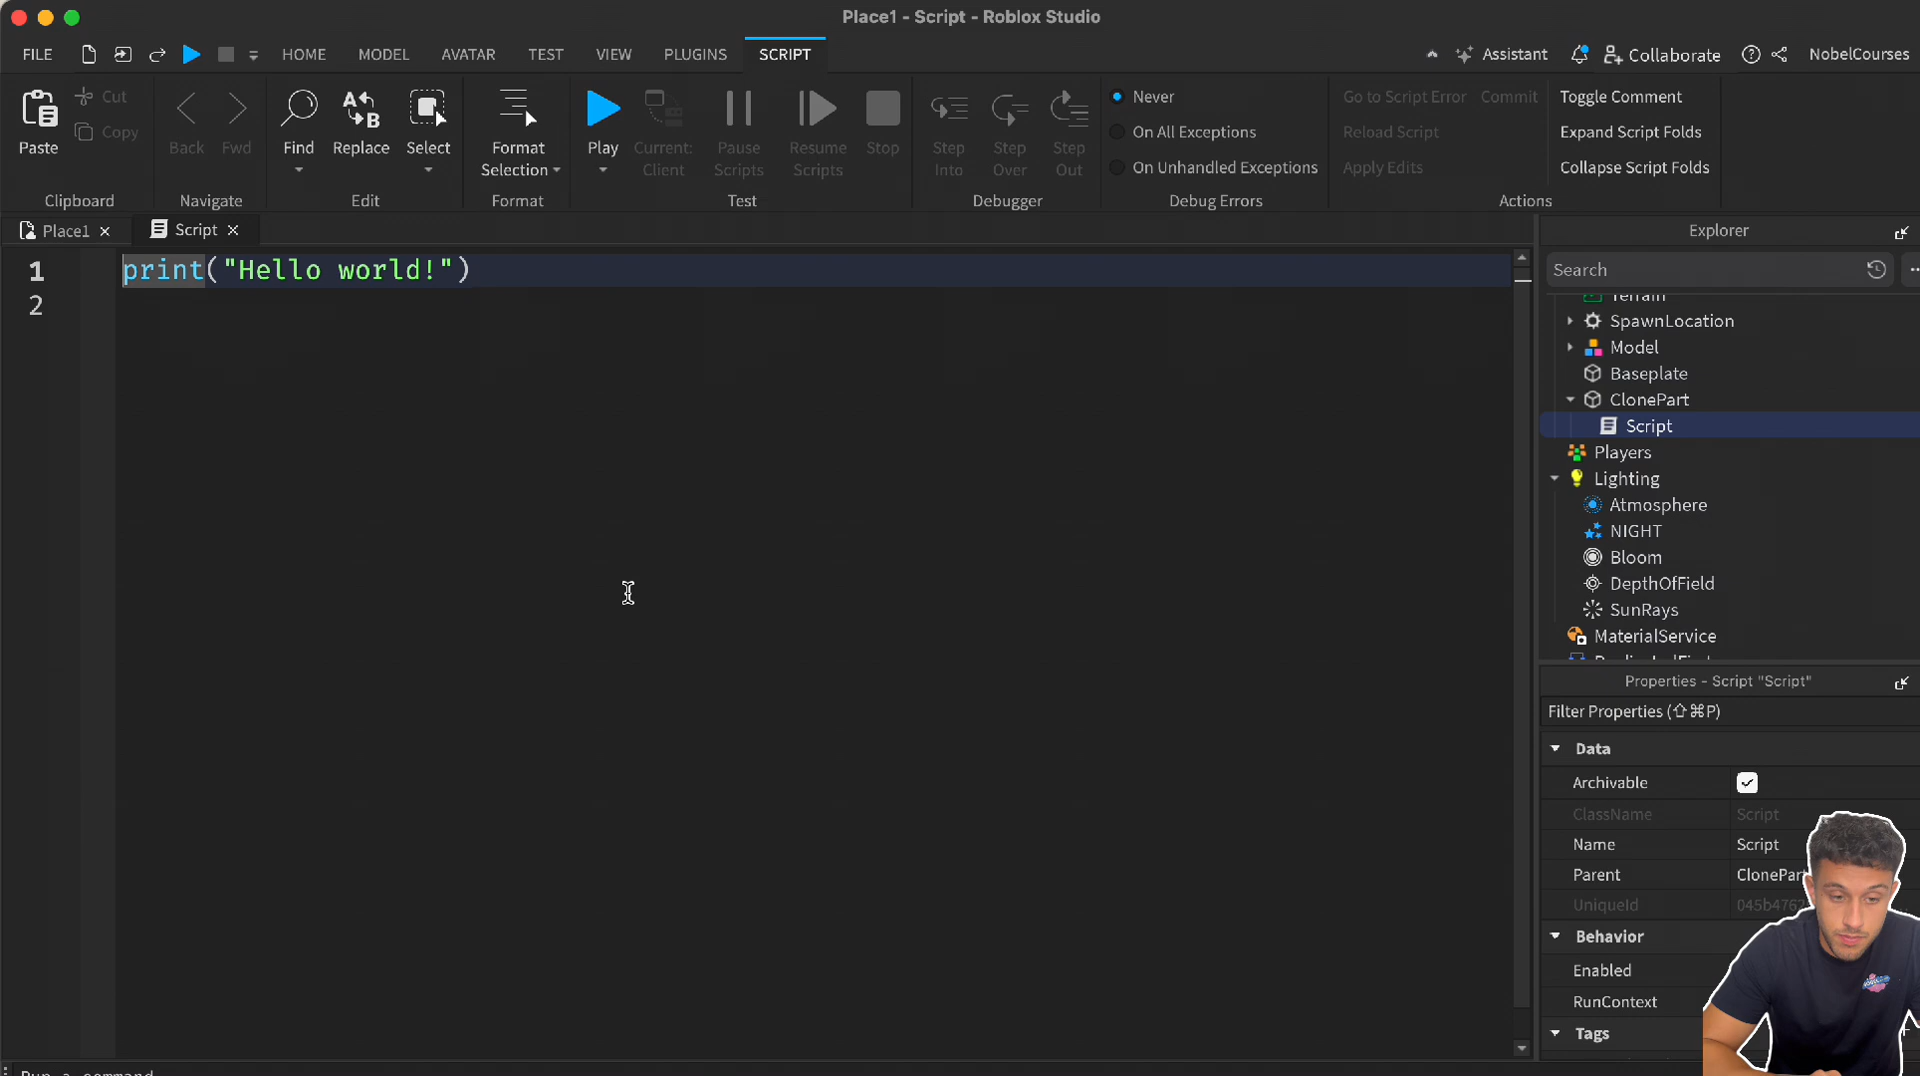 Place1 - Script - Roblox Studio
FILE
HOME
MODEL
AVATAR
TEST
VIEW
PLUGINS
SCRIPT
Assistant
Collaborate
NobelCourses
Paste
Cut
Copy
Clipboard
Back
Fwd
Navigate
Find
Replace
Select
Edit
Format
Selection
Format
Play
Current:
Client
Pause
Scripts
Resume
Scripts
Stop
Test
Step
Into
Step
Over
Step
Out
Debugger
Never
On All Exceptions
On Unhandled Exceptions
Debug Errors
Go to Script Error
Commit
Reload Script
Apply Edits
Toggle Comment
Expand Script Folds
Collapse Script Folds
Actions
Place1
Script
1 print("Hello world!")
2
Explorer
Search
Terrain
SpawnLocation
Model
Baseplate
ClonePart
Script
Players
Lighting
Atmosphere
NIGHT
Bloom
DepthOfField
SunRays
MaterialService
Properties - Script "Script"
Filter Properties (⇧⌘P)
Data
Archivable
ClassName Script
Name Script
Parent ClonePart
UniqueId 045b476
Behavior
Enabled
RunContext
Tags
Run a command